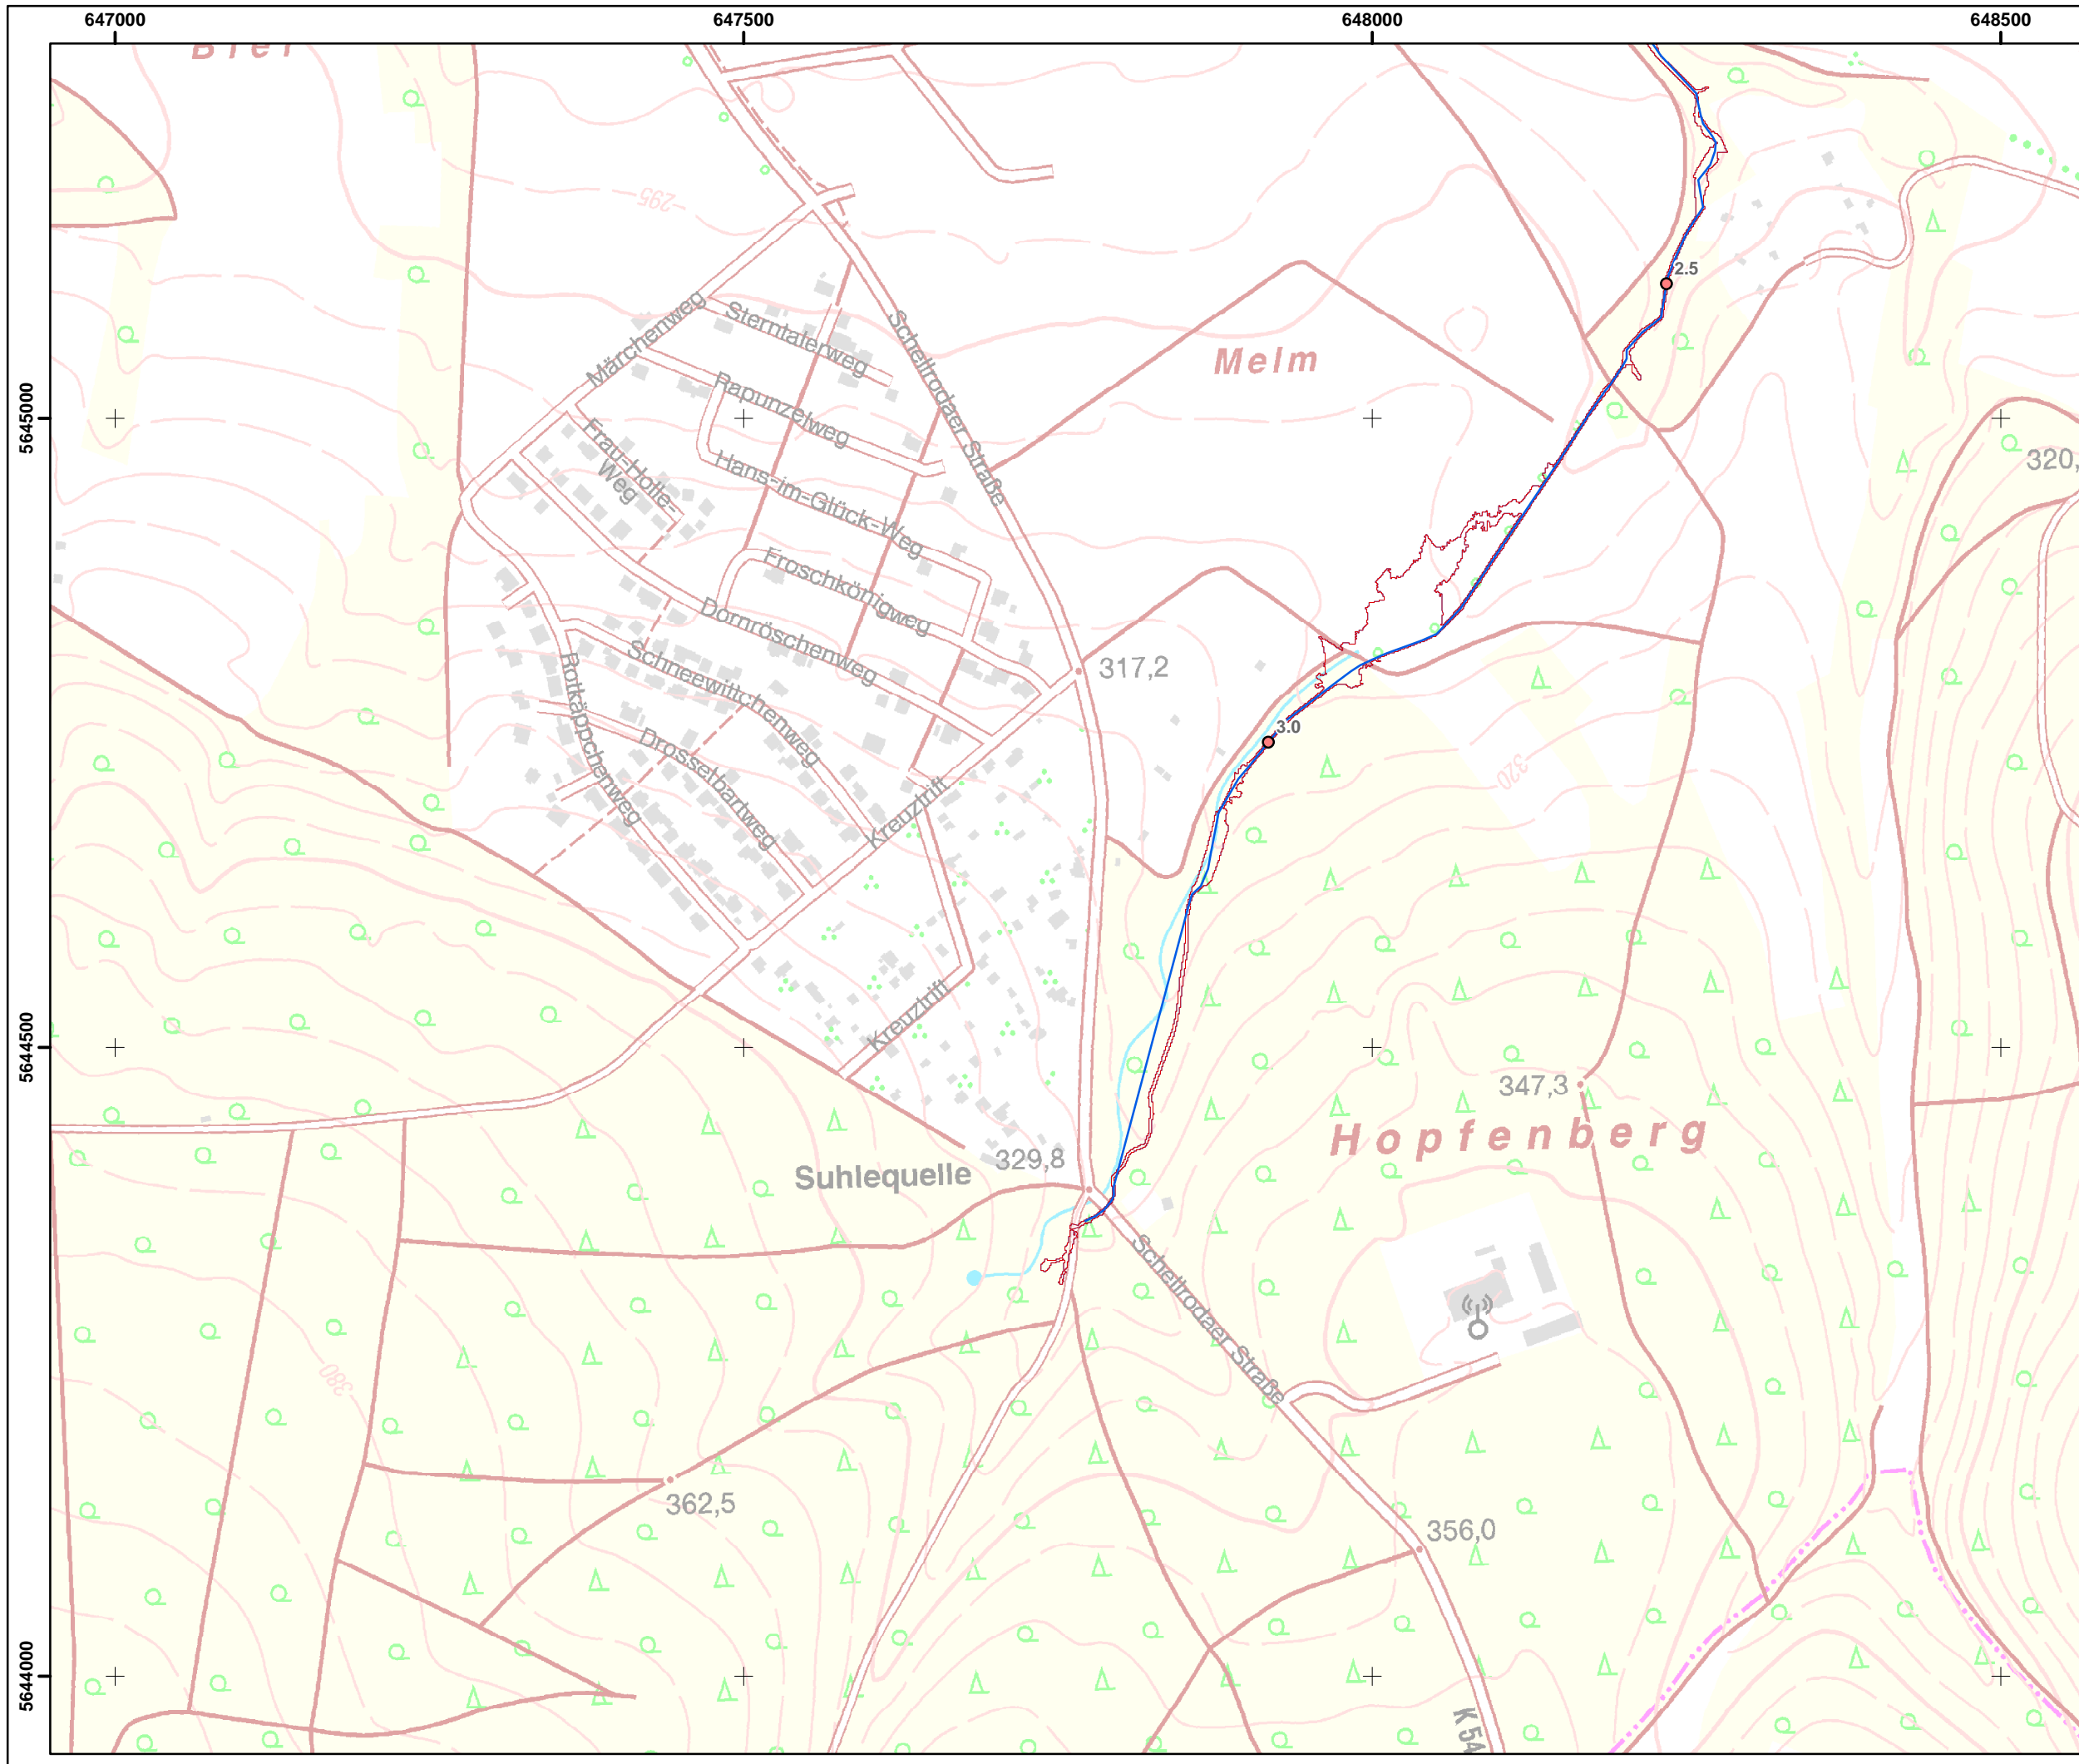 647000
647500
648000
648500
-295
2.5
Märchenweg
Sterntalerweg
Schellrodaer Straße
Melm
5645000
Rapunzelweg
Frau-Holle-
Weg
Hans-im-Glück-Weg
320,
Froschkönigweg
Dornröschenweg
Schneewittchenweg
317,2
Rotkäppchenweg
Drosselbartweg
3.0
320
Kreuztrift
Kreuztrift
5644500
347,3
Hopfenberg
329,8
Suhlequelle
Schellrodaer Straße
380
362,5
356,0
5644000
K 54